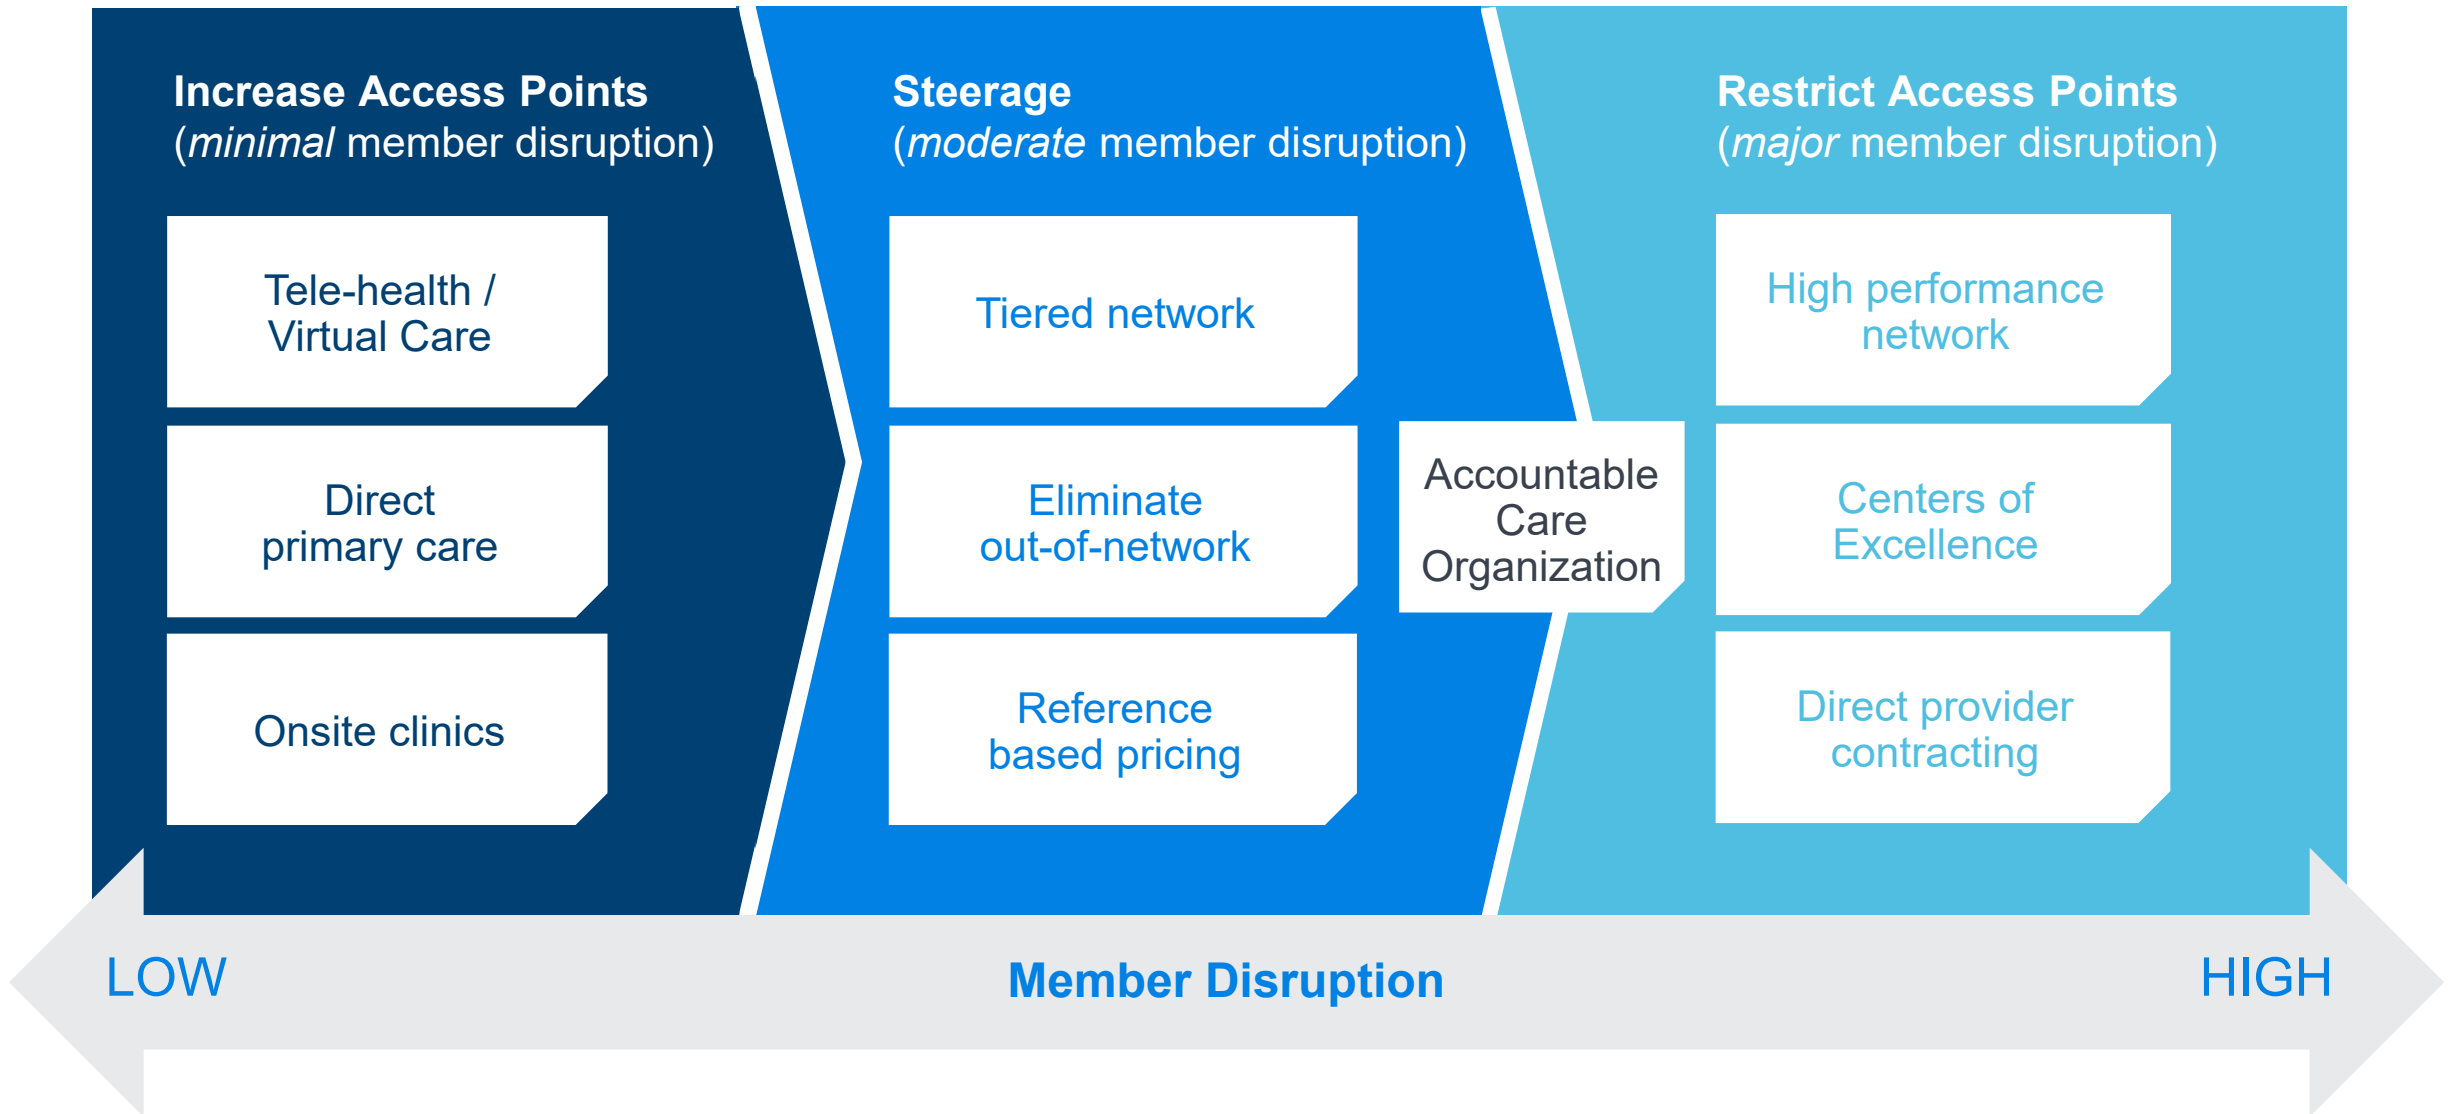 Increase Access Points
(minimal member disruption)
Tele-health /
Virtual Care
Direct
primary care
Onsite clinics
Steerage
(moderate member disruption)
Tiered network
Eliminate
out-of-network
Reference
based pricing
Accountable
Care
Organization
Restrict Access Points
(major member disruption)
High performance
network
Centers of
Excellence
Direct provider
contracting
LOW
Member Disruption
HIGH